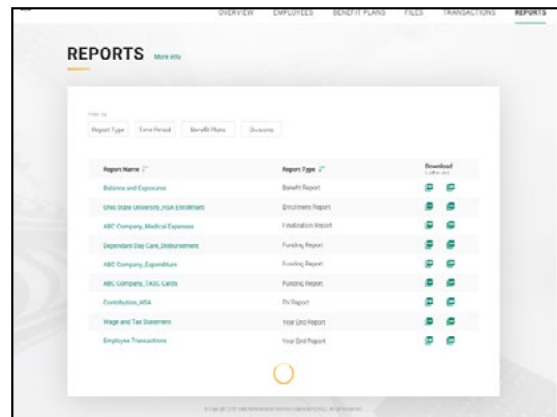 OVERVIEW EMPLOYEES BENEFIT PLANS FILES TRANSACTIONS REPORTS
REPORTS More info
Filter by
Report Type Time Period Benefit Plans Divisions
Report Name Report Type Download
Balance and Exposures Benefit Report
Ohio State University_HSA Enrollment Enrollment Report
ABC Company_Medical Expenses Finalization Report
Dependant Day Care_Disbursement Funding Report
ABC Company_Expenditure Funding Report
ABC Company_TASC Cards Funding Report
Contribution_HSA PV Report
Wage and Tax Statement Year End Report
Employee Transactions Year End Report